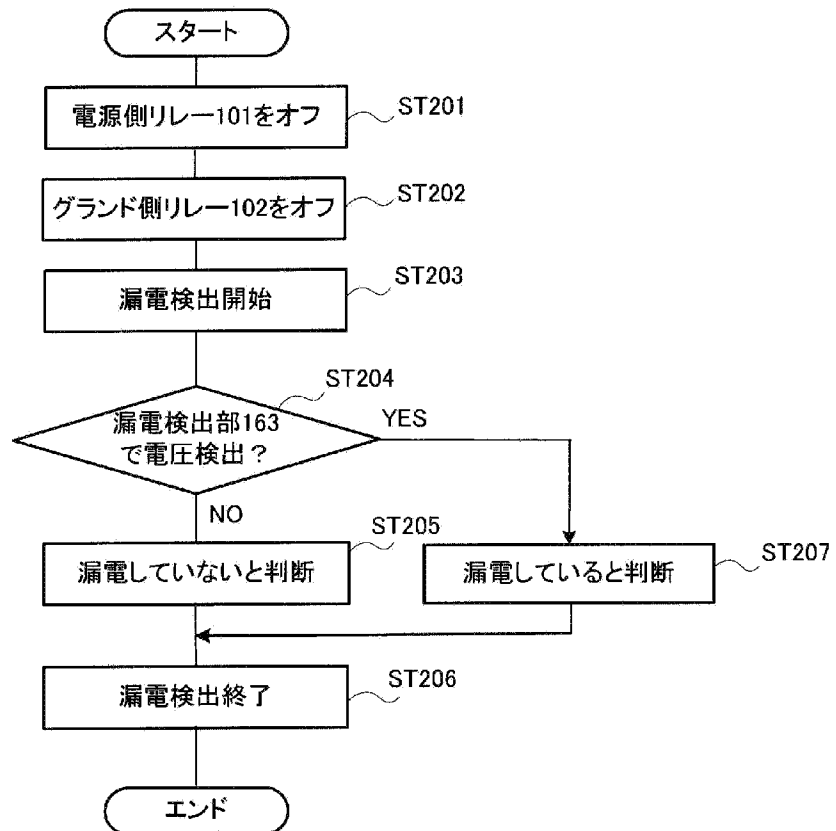 スタート
電源側リレー101をオフ
ST201
グランド側リレー102をオフ
ST202
漏電検出開始
ST203
ST204
漏電検出部163
で電圧検出？
YES
NO
ST205
漏電していないと判断
漏電していると判断
ST207
漏電検出終了
ST206
エンド